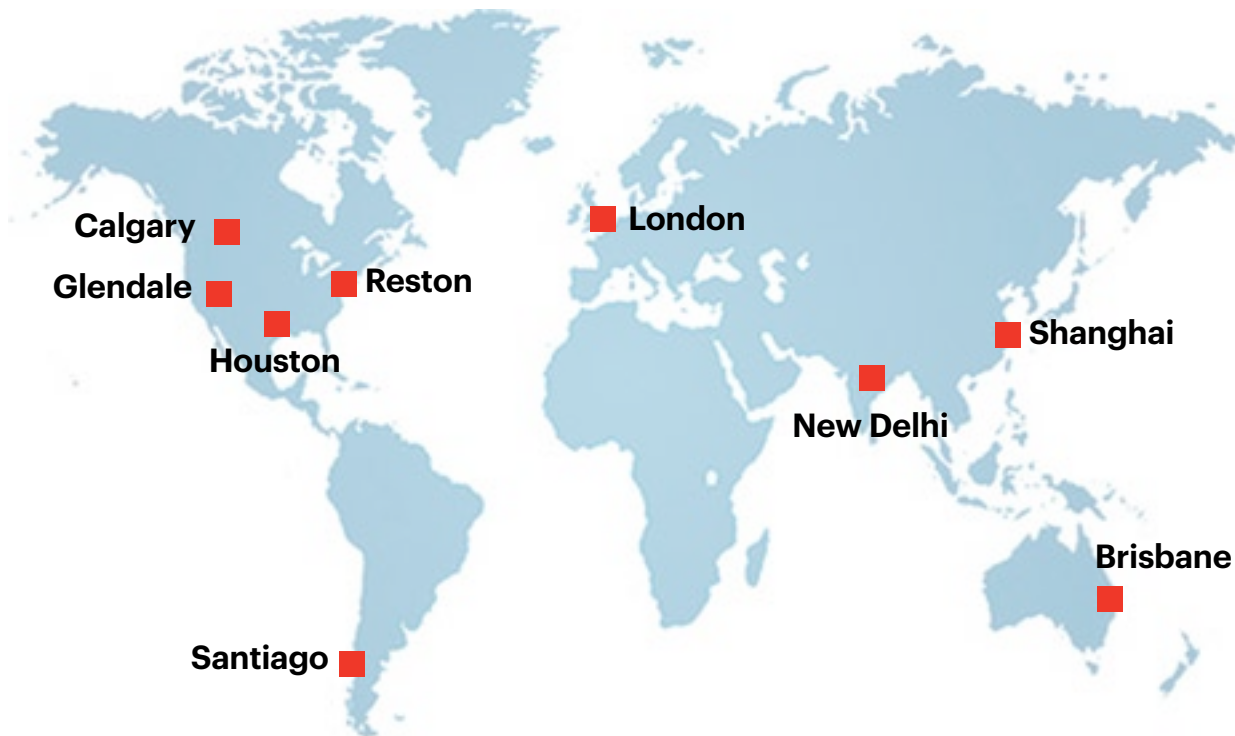 Calgary
London
Glendale
Reston
Houston
Shanghai
New Delhi
Brisbane
Santiago